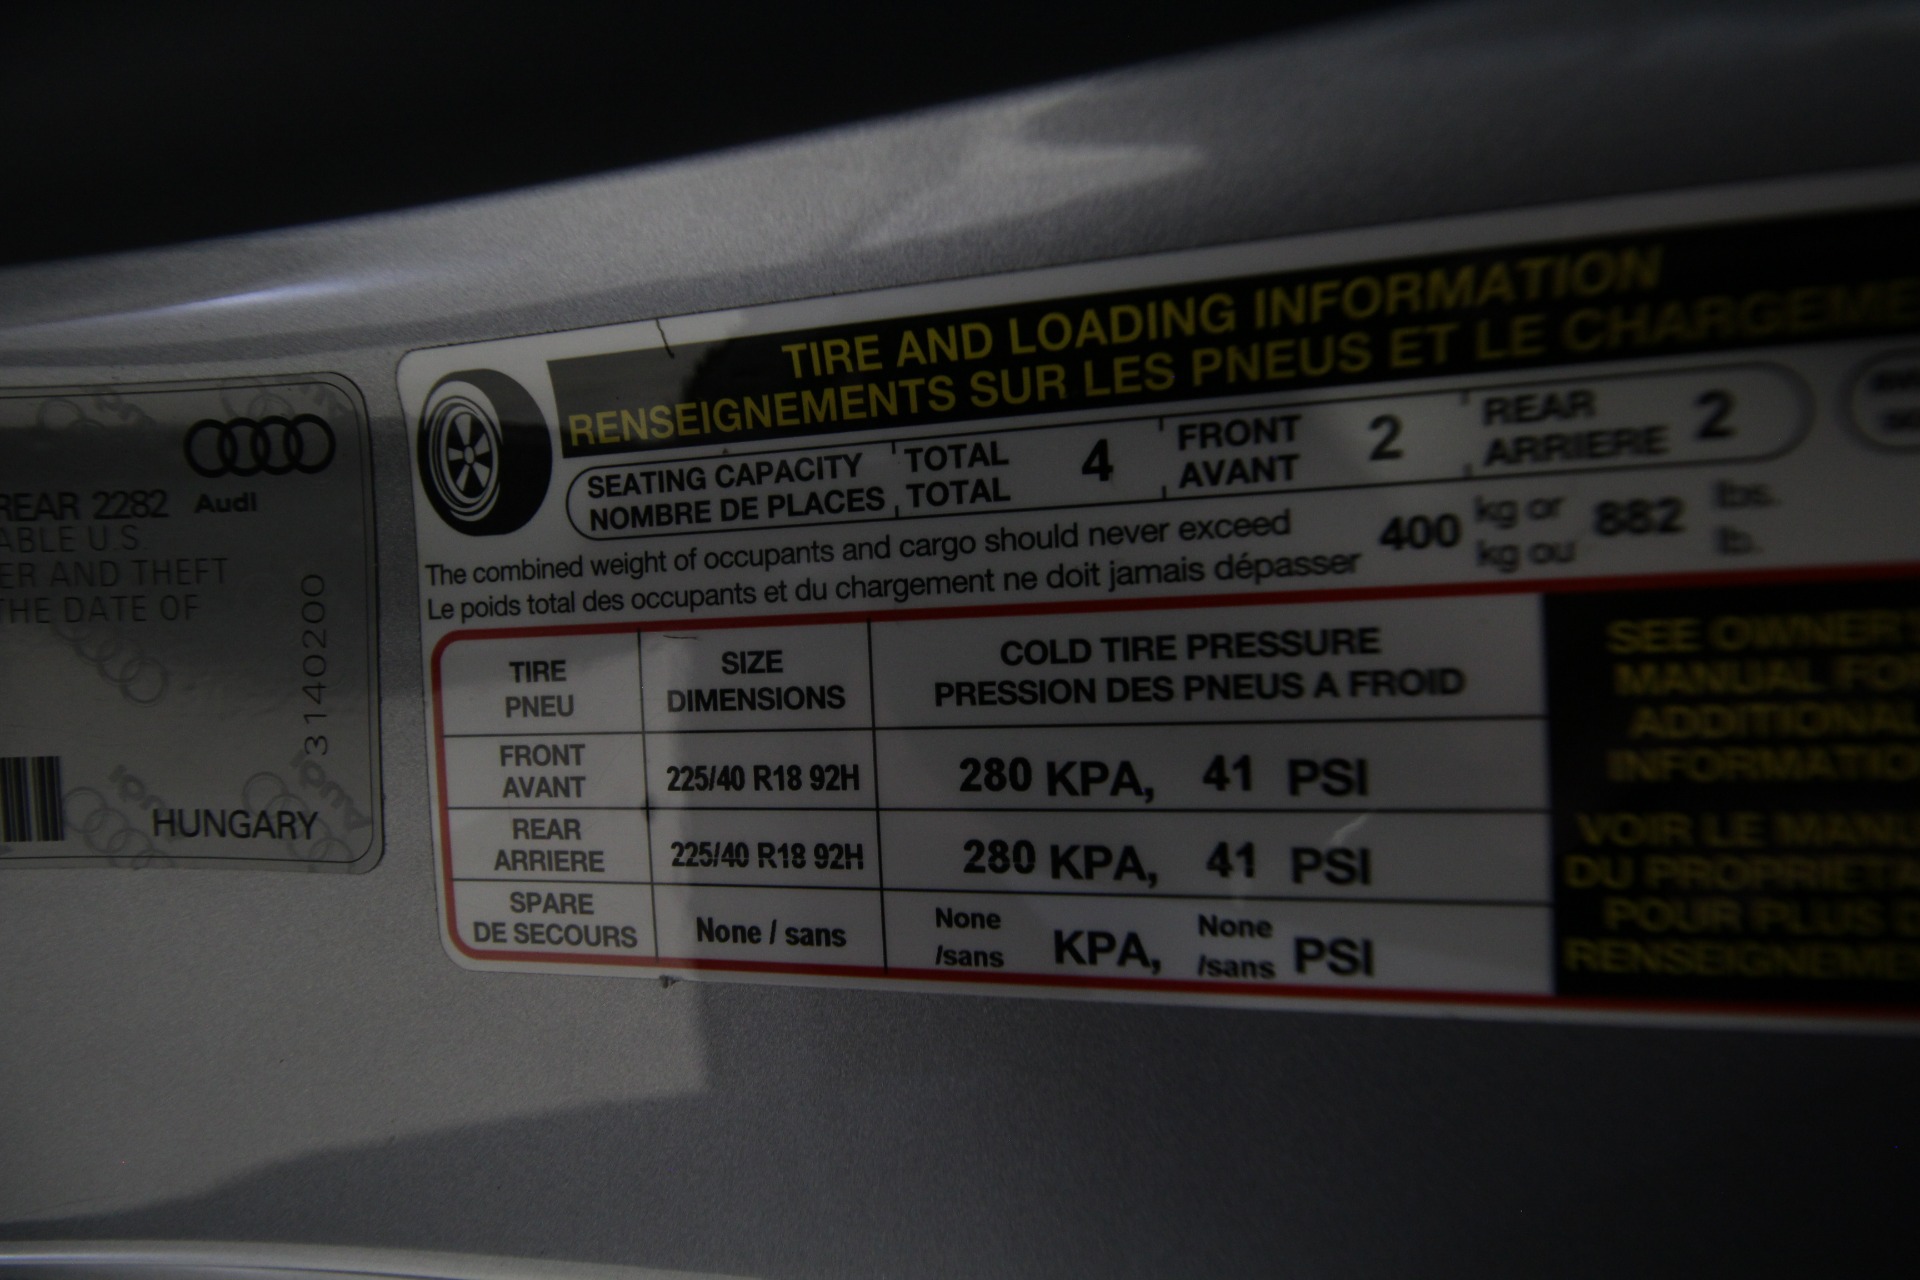 Audi
REAR 2282
ABLE U.S.
ER AND THEFT
THE DATE OF
3140200
HUNGARY
TIRE AND LOADING INFORMATION
RENSEIGNEMENTS SUR LES PNEUS ET LE CHARGEME
SEATING CAPACITY TOTAL 4 FRONT 2 REAR 2
NOMBRE DE PLACES TOTAL AVANT ARRIERE
The combined weight of occupants and cargo should never exceed 400 kg or 882 lbs.
Le poids total des occupants et du chargement ne doit jamais dépasser kg ou lb.
TIRE SIZE COLD TIRE PRESSURE
PNEU DIMENSIONS PRESSION DES PNEUS A FROID
FRONT
AVANT 225/40 R18 92H 280 KPA, 41 PSI
REAR
ARRIERE 225/40 R18 92H 280 KPA, 41 PSI
SPARE None None
DE SECOURS None / sans /sans KPA, /sans PSI
SEE OWNER'S
MANUAL FOR
ADDITIONAL
INFORMATIO
VOIR LE MANU
DU PROPRIETA
POUR PLUS D
RENSEIGNEME